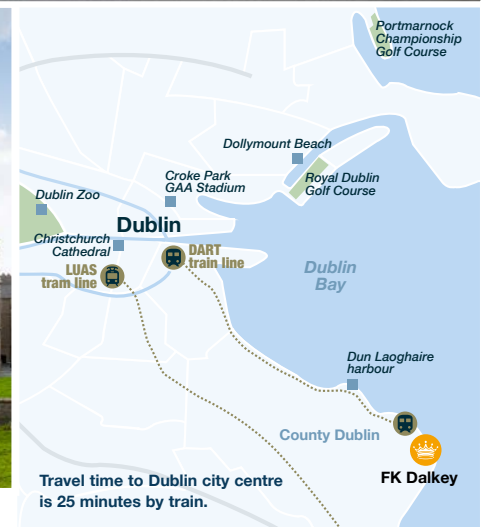 Portmarnock
Championship
Golf Course
Dollymount Beach
Croke Park
GAA Stadium
Royal Dublin
Golf Course
Dublin Zoo
Dublin
Christchurch
Cathedral
DART
train line
LUAS
tram line
Dublin
Bay
Dun Laoghaire
harbour
County Dublin
FK Dalkey
Travel time to Dublin city centre
is 25 minutes by train.